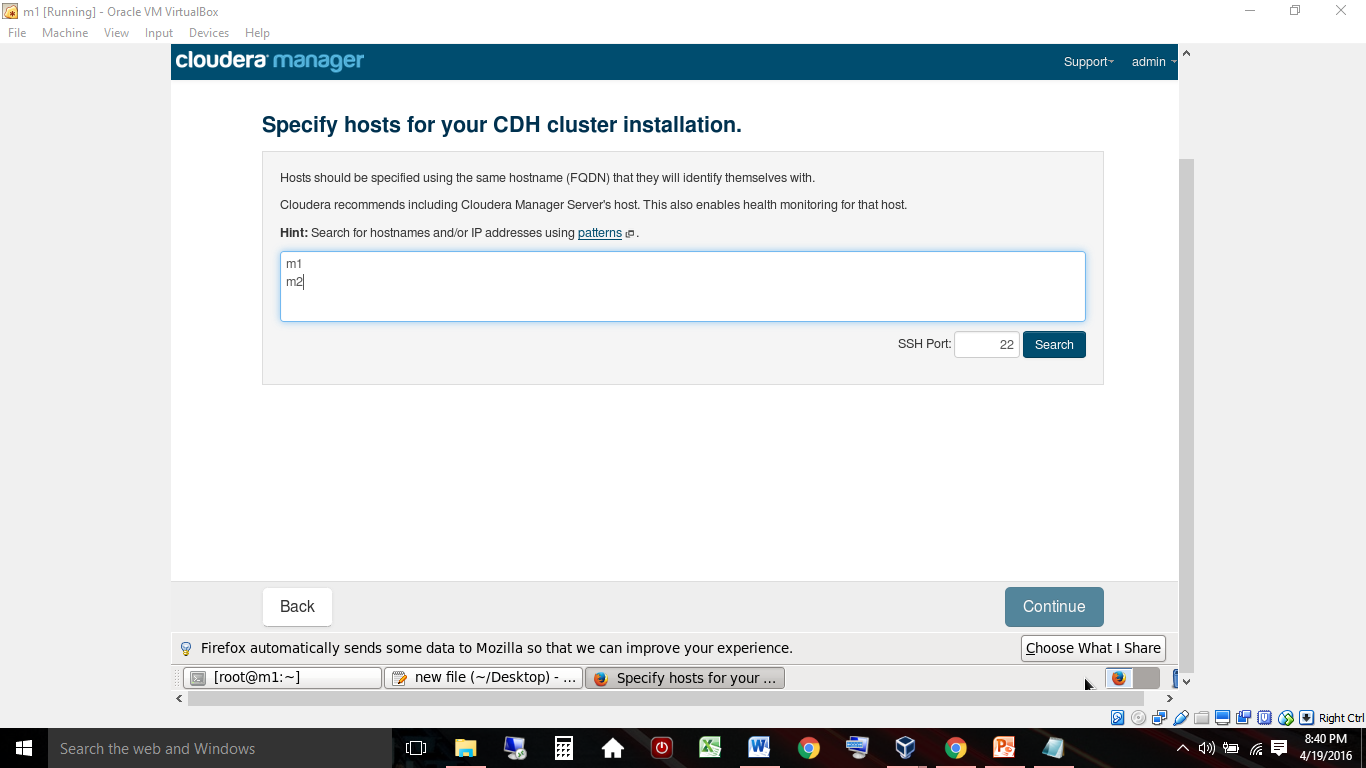 m1 [Running] - Oracle VM VirtualBox
File Machine View Input Devices Help
cloudera manager
Support admin
Specify hosts for your CDH cluster installation.
Hosts should be specified using the same hostname (FQDN) that they will identify themselves with.
Cloudera recommends including Cloudera Manager Server's host. This also enables health monitoring for that host.
Hint: Search for hostnames and/or IP addresses using patterns .
m1
m2
SSH Port: 22 Search
Back Continue
Firefox automatically sends some data to Mozilla so that we can improve your experience. Choose What I Share
[root@m1:~] new file (~/Desktop) - ... Specify hosts for your ...
Right Ctrl
Search the web and Windows
8:40 PM
4/19/2016